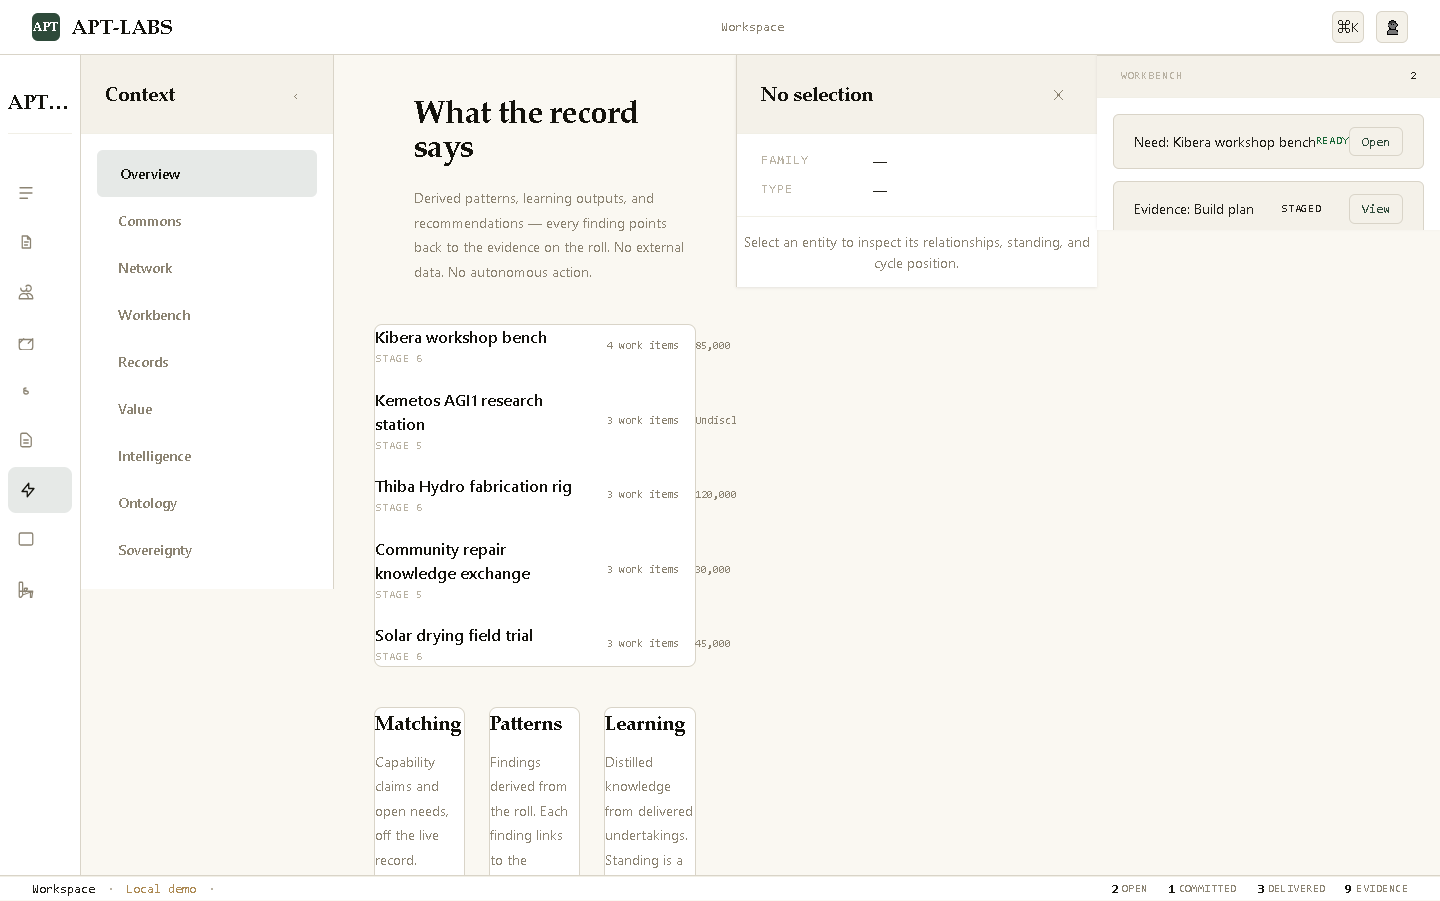 APT
APT-LABS
Workspace
⌘K
APT...
Context
‹
Overview
Commons
Network
Workbench
Records
Value
Intelligence
Ontology
Sovereignty
What the record
says
Derived patterns, learning outputs, and
recommendations — every finding points
back to the evidence on the roll. No external
data. No autonomous action.
Kibera workshop bench
STAGE 6
4 work items
85,000
Kemetos AGI1 research
station
STAGE 5
3 work items
Undiscl
Thiba Hydro fabrication rig
STAGE 6
3 work items
120,000
Community repair
knowledge exchange
STAGE 5
3 work items
30,000
Solar drying field trial
STAGE 6
3 work items
45,000
Matching
Capability
claims and
open needs,
off the live
record.
Patterns
Findings
derived from
the roll. Each
finding links
to the
Learning
Distilled
knowledge
from delivered
undertakings.
Standing is a
No selection
FAMILY —
TYPE —
Select an entity to inspect its relationships, standing, and
cycle position.
WORKBENCH 2
Need: Kibera workshop bench READY Open
Evidence: Build plan STAGED View
Workspace · Local demo ·
2 OPEN 1 COMMITTED 3 DELIVERED 9 EVIDENCE